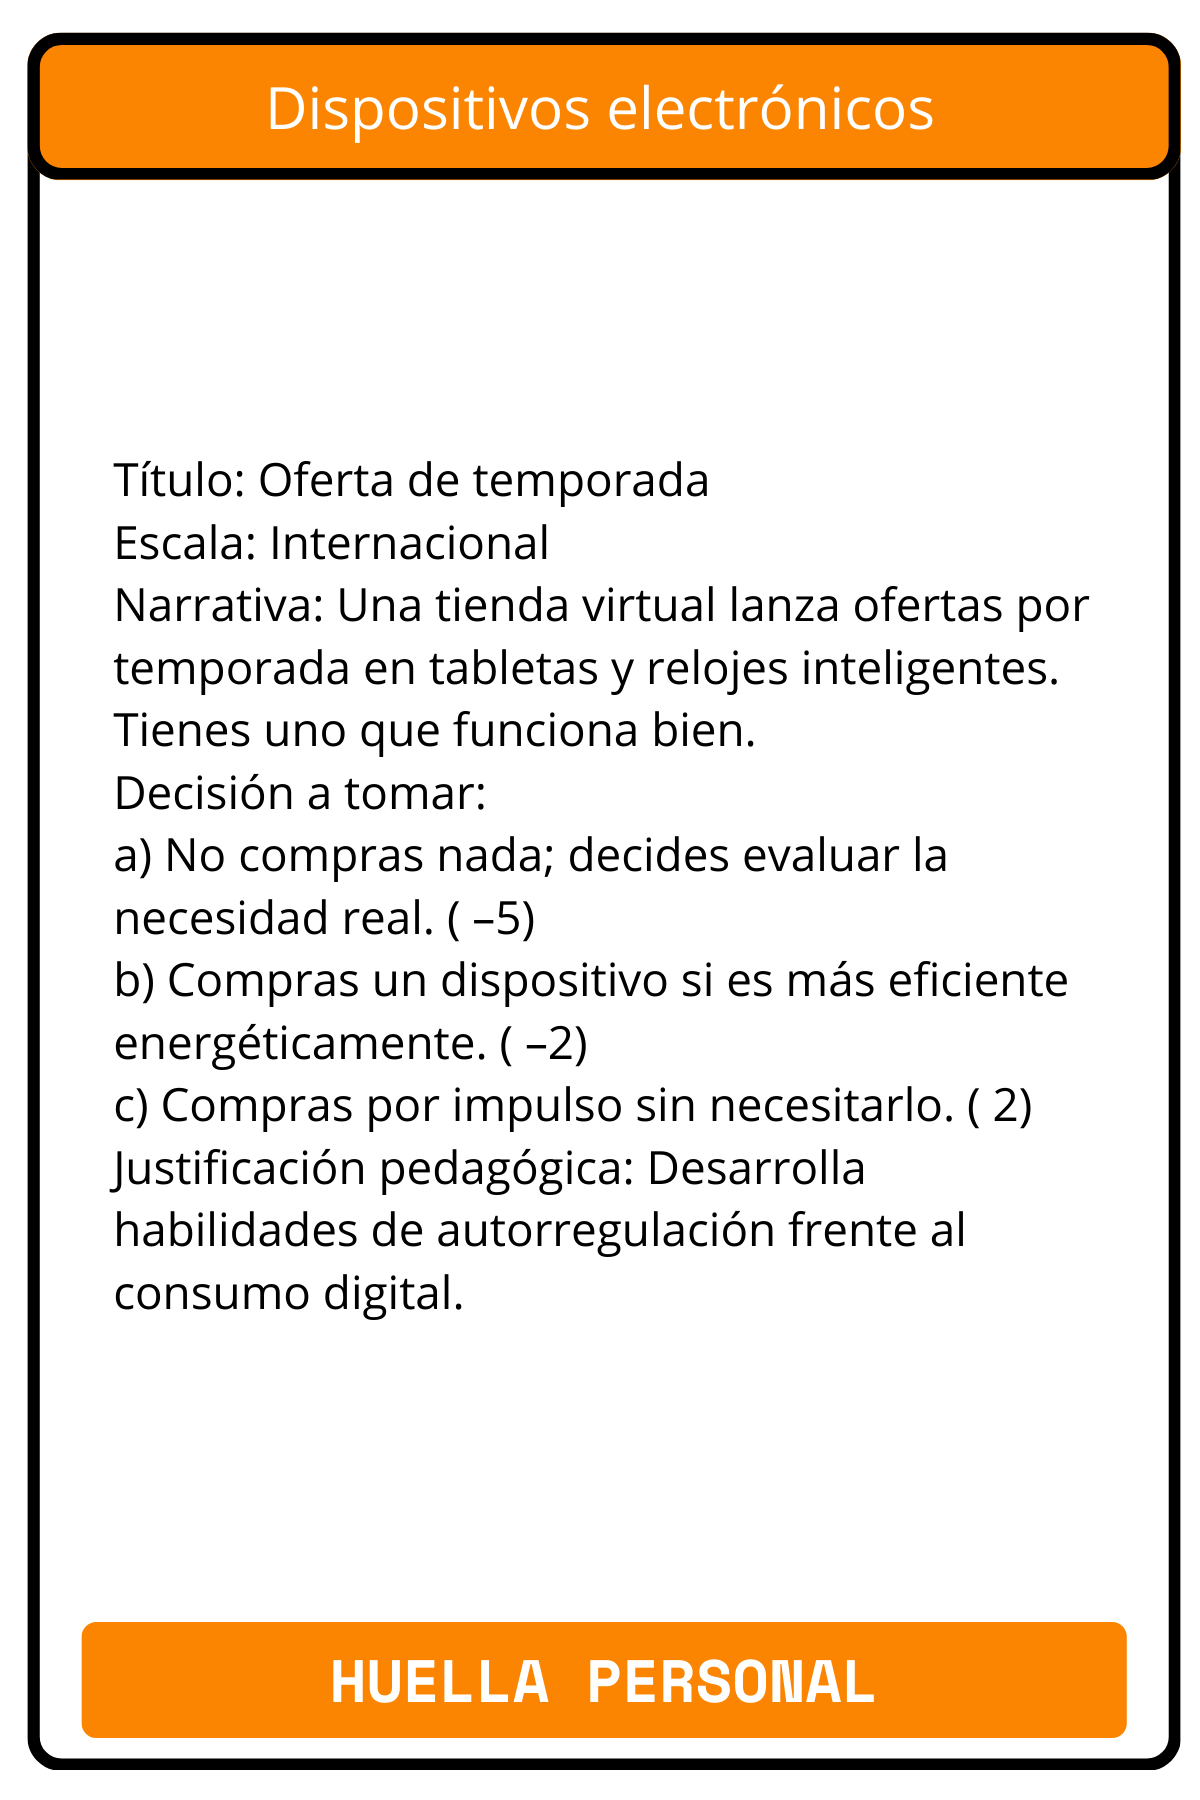 Dispositivos electrónicos
Título: Oferta de temporada
Escala: Internacional
Narrativa: Una tienda virtual lanza ofertas por
temporada en tabletas y relojes inteligentes.
Tienes uno que funciona bien.
Decisión a tomar:
a) No compras nada; decides evaluar la
necesidad real. ( –5)
b) Compras un dispositivo si es más eficiente
energéticamente. ( –2)
c) Compras por impulso sin necesitarlo. ( 2)
Justificación pedagógica: Desarrolla
habilidades de autorregulación frente al
consumo digital.
HUELLA PERSONAL